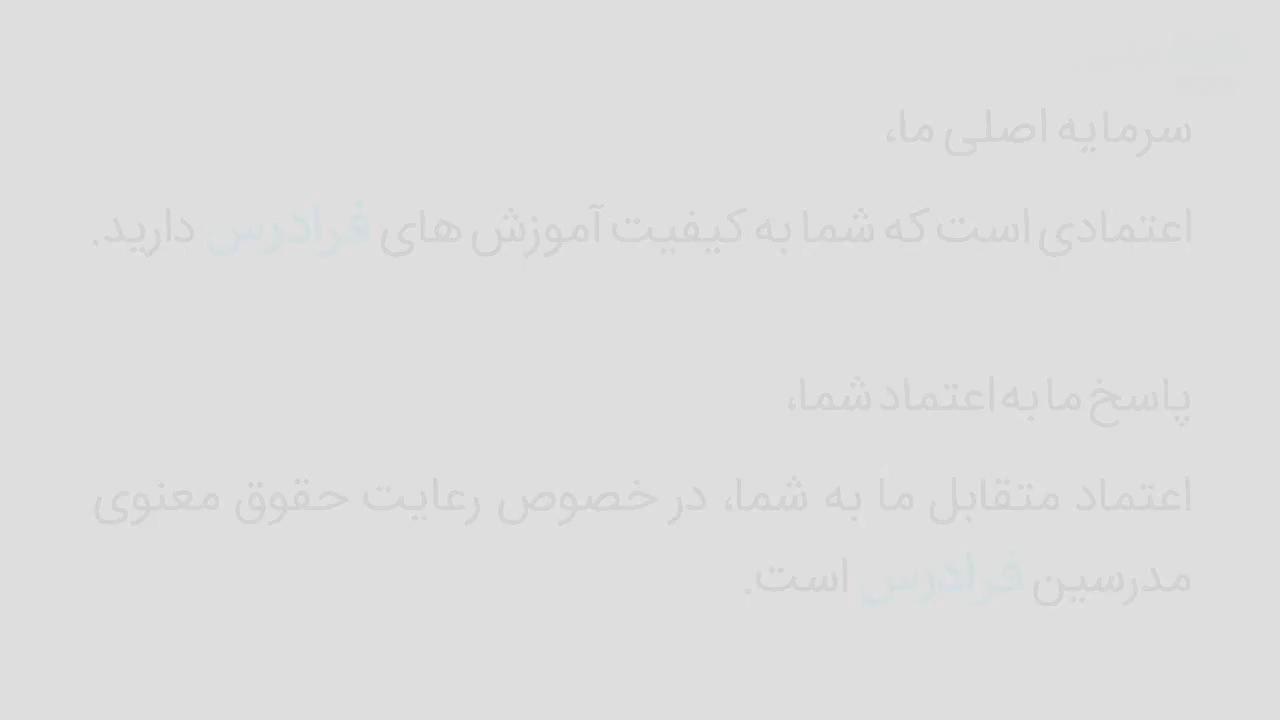 سرمایه اصلی ما،
اعتمادی است که شما به کیفیت آموزش های فرادرس دارید.
پاسخ ما به اعتماد شما،
اعتماد متقابل ما به شما، در خصوص رعایت حقوق معنوی
مدرسین فرادرس است.